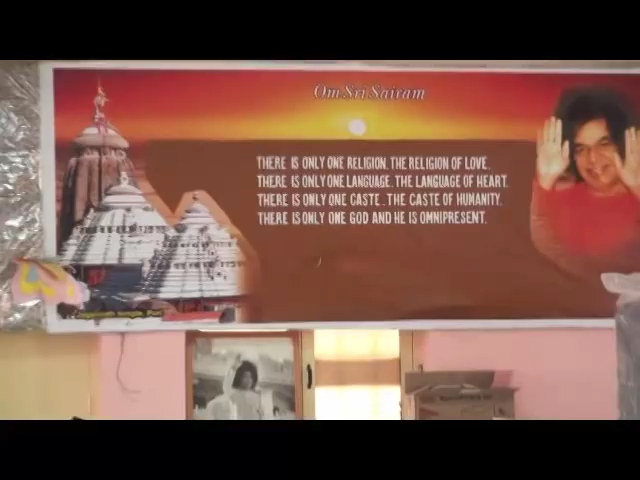 Om Sri Sairam
THERE IS ONLY ONE RELIGION. THE RELIGION OF LOVE.
THERE IS ONLY ONE LANGUAGE. THE LANGUAGE OF HEART.
THERE IS ONLY ONE CASTE. THE CASTE OF HUMANITY.
THERE IS ONLY ONE GOD AND HE IS OMNIPRESENT.